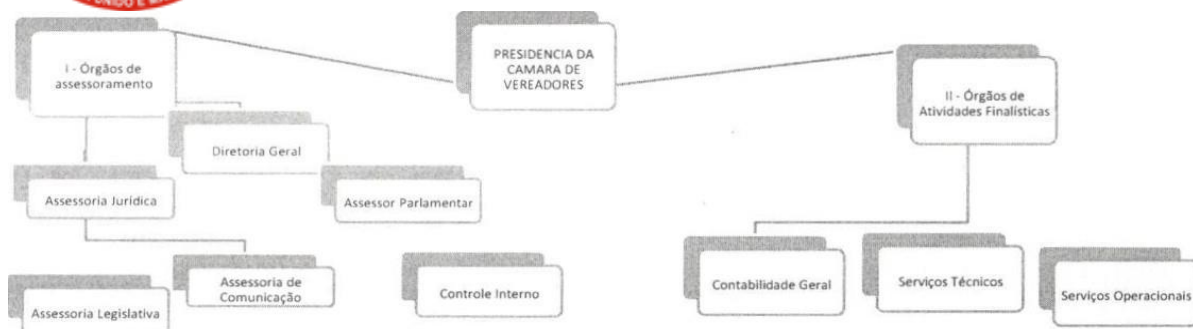 PRESIDENCIA DA
CAMARA DE
VEREADORES
I - Órgãos de
assessoramento
II - Órgãos de
Atividades Finalísticas
Diretoria Geral
Assessoria Jurídica
Assessor Parlamentar
Assessoria de
Comunicação
Controle Interno
Contabilidade Geral
Serviços Técnicos
Serviços Operacionais
Assessoria Legislativa